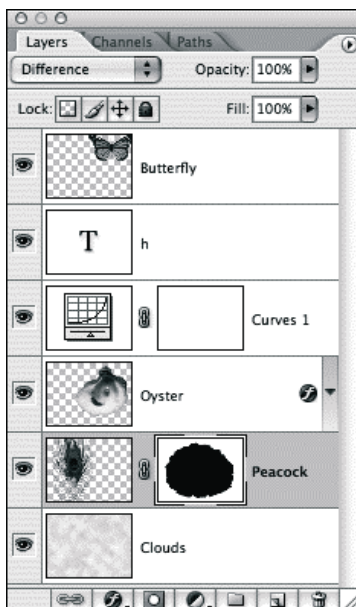 Layers Channels Paths
Difference Opacity: 100%
Lock: Fill: 100%
Butterfly
T h
Curves 1
Oyster
Peacock
Clouds